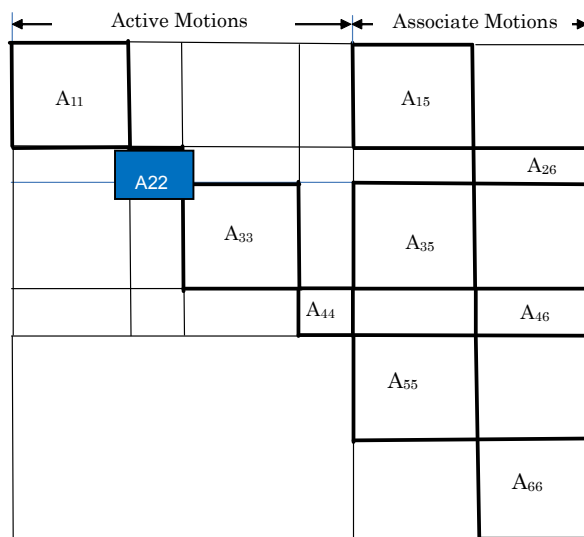 Active Motions Associate Motions
A₁₁ A₁₅
A₂₆
A22
A₃₃ A₃₅
A₄₄ A₄₆
A₅₅
A₆₆